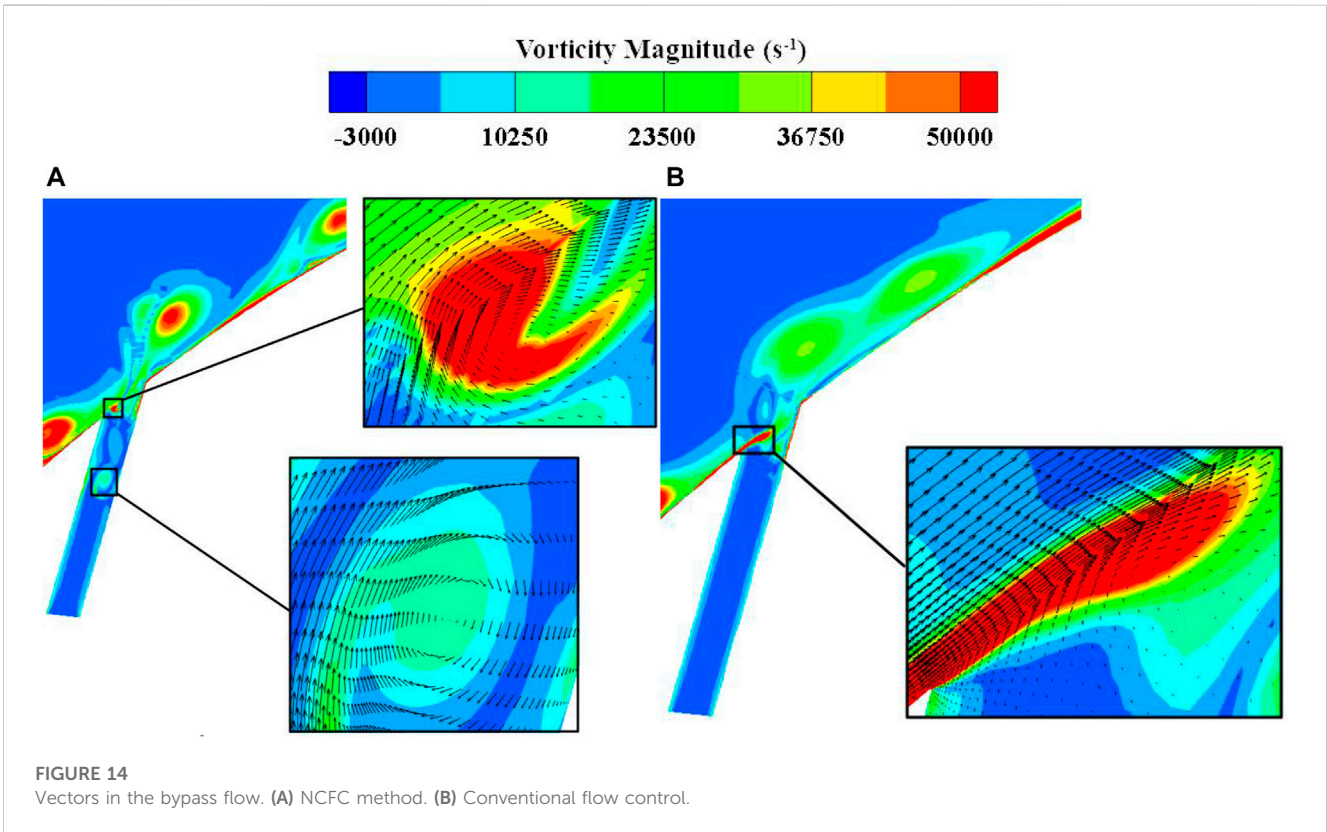 Vorticity Magnitude (s-1)
-3000 10250 23500 36750 50000
A
B
FIGURE 14
Vectors in the bypass flow. (A) NCFC method. (B) Conventional flow control.